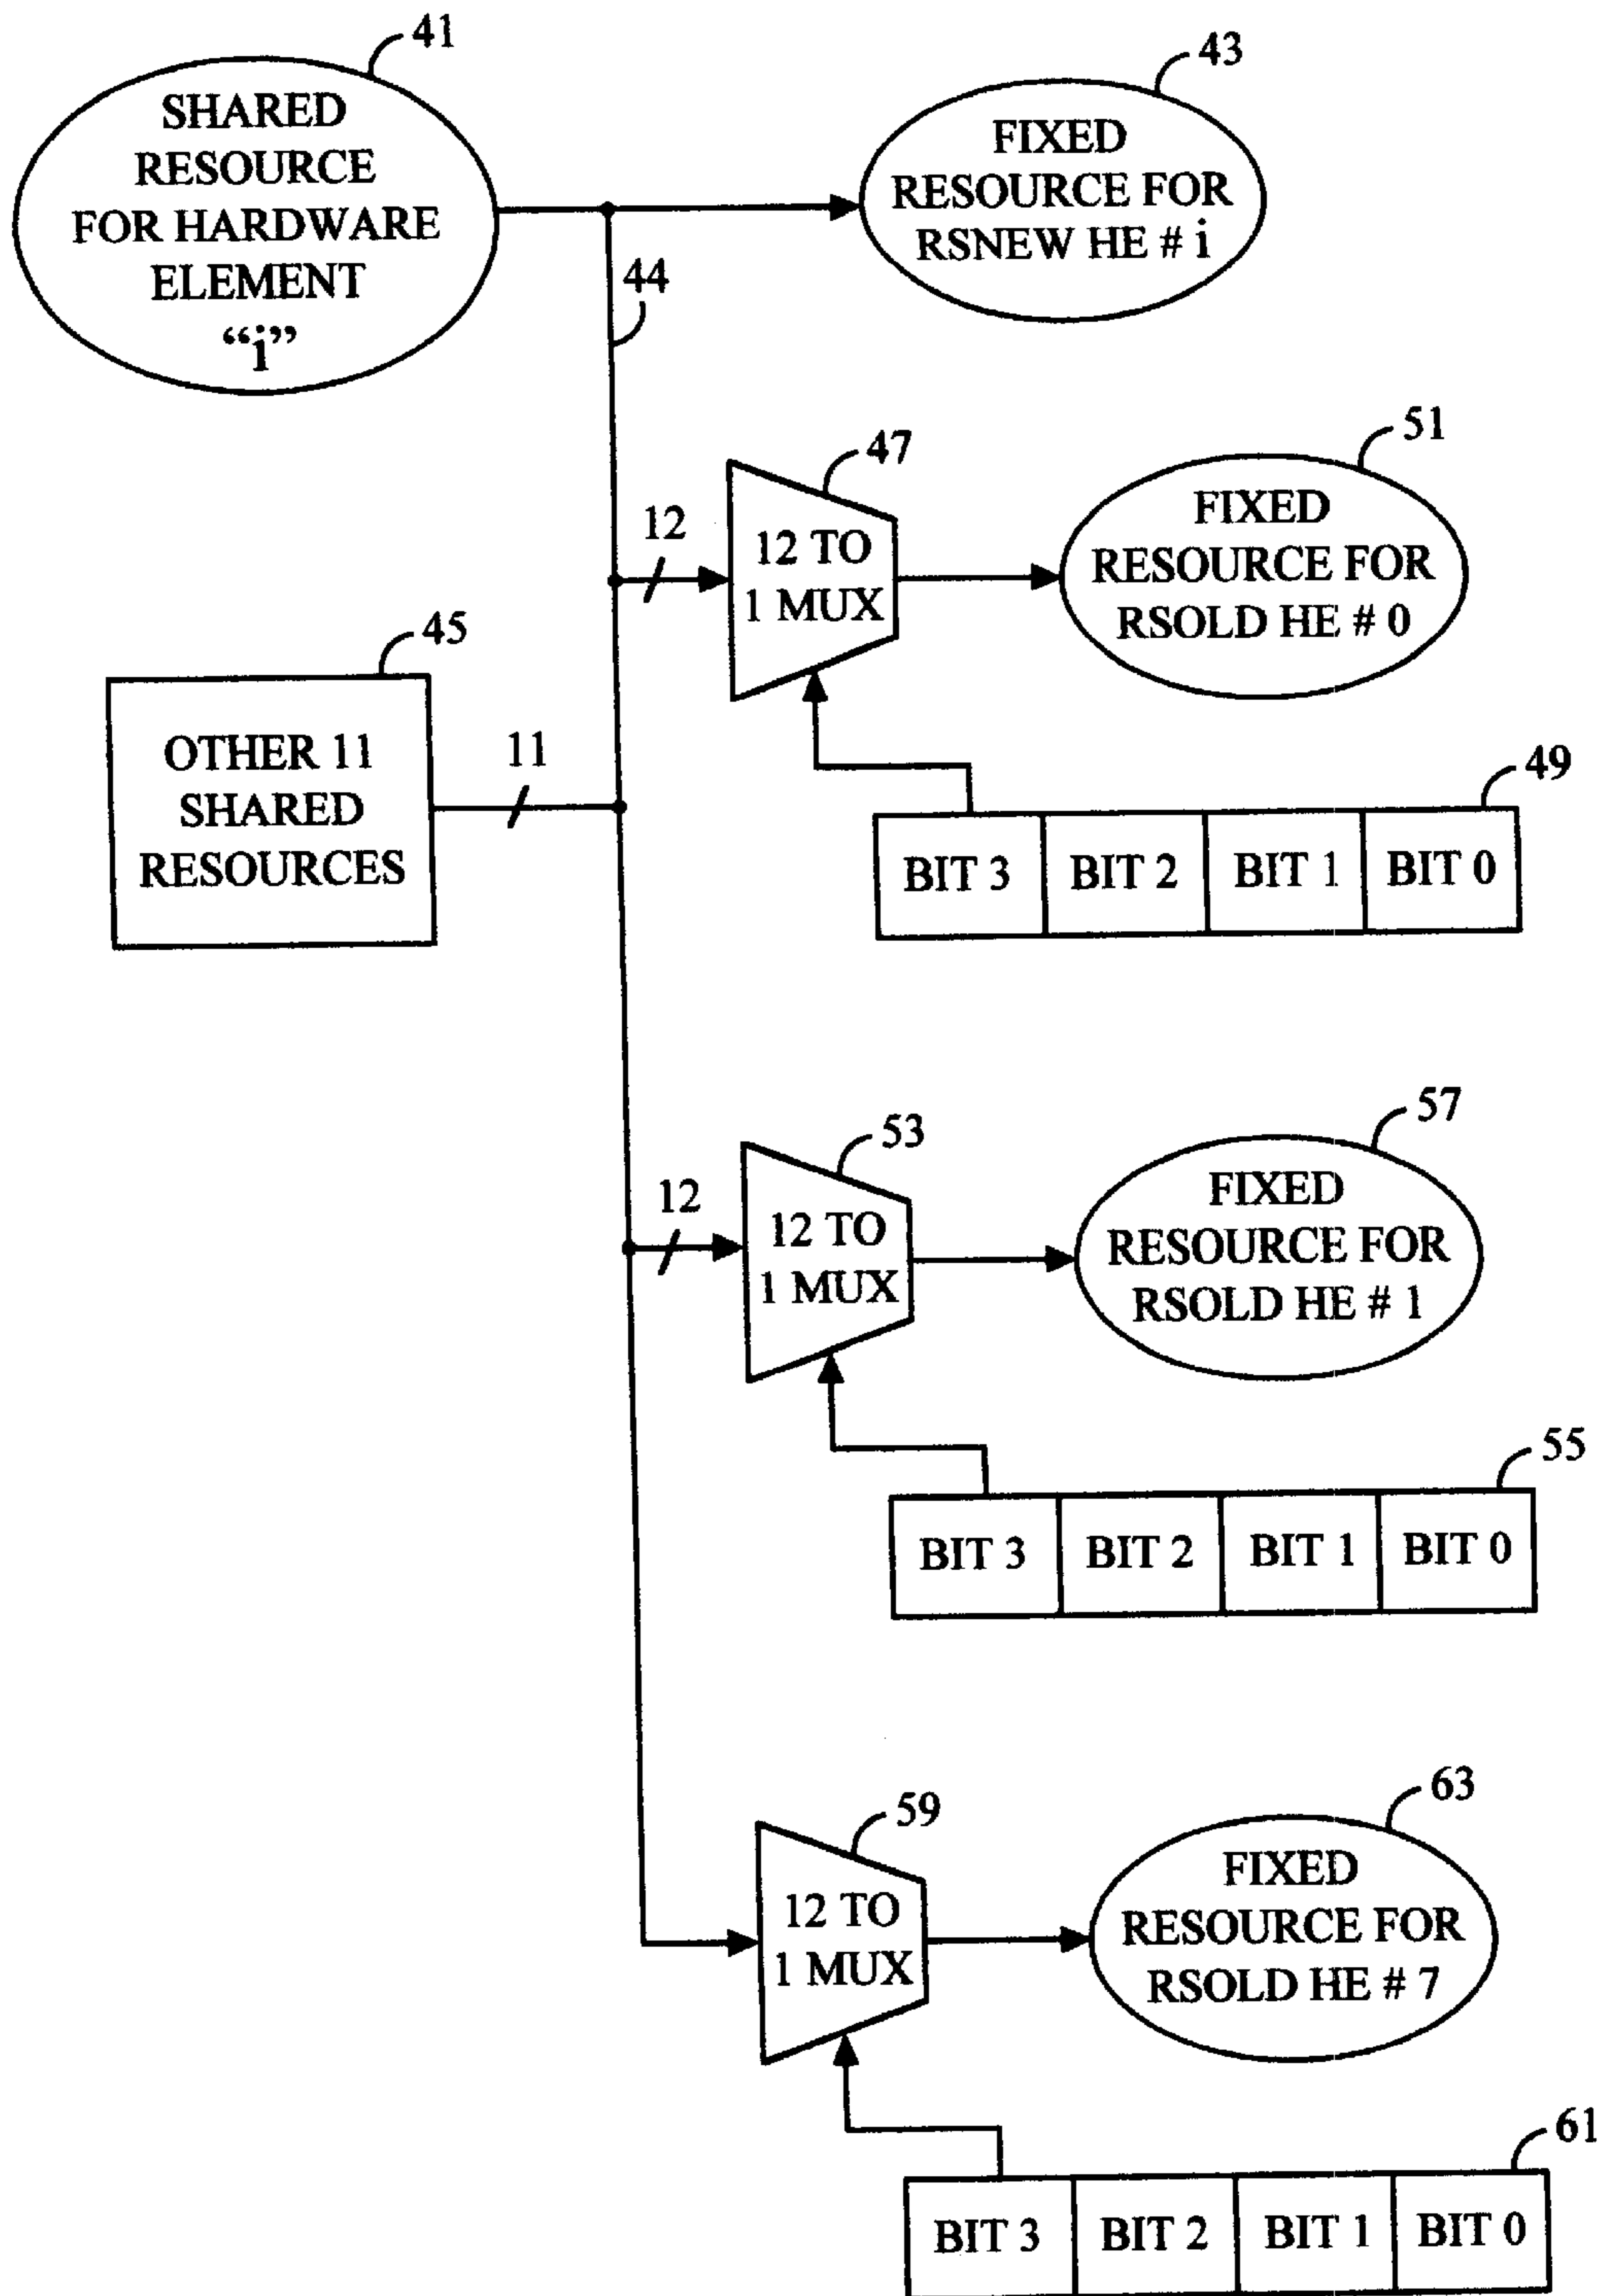 41
SHARED
RESOURCE
FOR HARDWARE
ELEMENT
“i”
43
FIXED
RESOURCE FOR
RSNEW HE # i
44
47
12
12 TO
1 MUX
51
FIXED
RESOURCE FOR
RSOLD HE # 0
45
OTHER 11
SHARED
RESOURCES
11
49
BIT 3 BIT 2 BIT 1 BIT 0
53
12
12 TO
1 MUX
57
FIXED
RESOURCE FOR
RSOLD HE # 1
55
BIT 3 BIT 2 BIT 1 BIT 0
59
12 TO
1 MUX
63
FIXED
RESOURCE FOR
RSOLD HE # 7
61
BIT 3 BIT 2 BIT 1 BIT 0